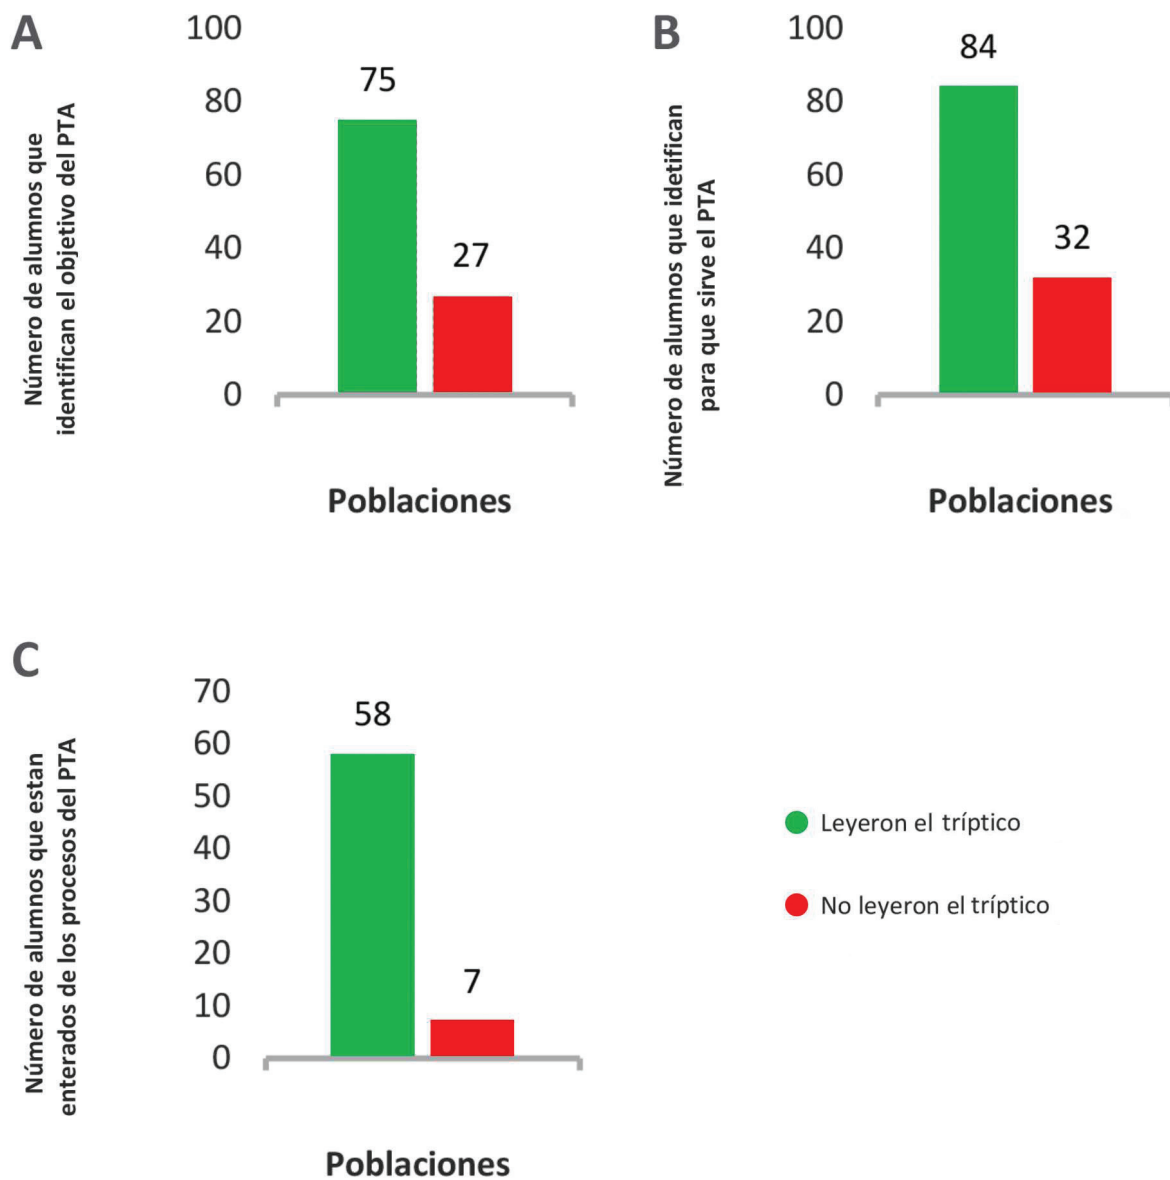 A
Número de alumnos que
identifican el objetivo del PTA
100
80
60
40
20
0
75
27
Poblaciones
B
Número de alumnos que idetifican
para que sirve el PTA
100
80
60
40
20
0
84
32
Poblaciones
C
Número de alumnos que estan
enterados de los procesos del PTA
70
60
50
40
30
20
10
0
58
7
Poblaciones
Leyeron el tríptico
No leyeron el tríptico